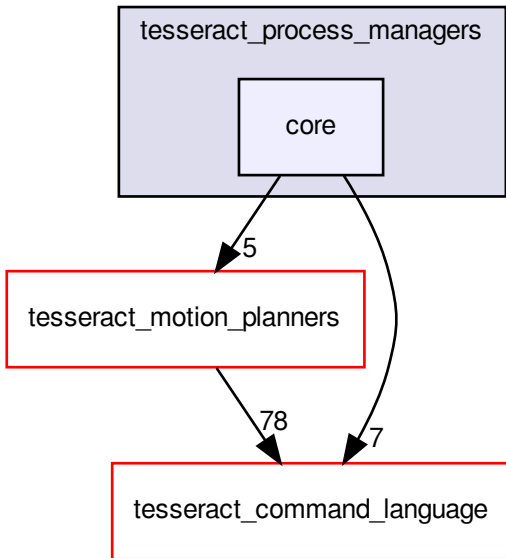 tesseract_process_managers
core
5
tesseract_motion_planners
78
7
tesseract_command_language